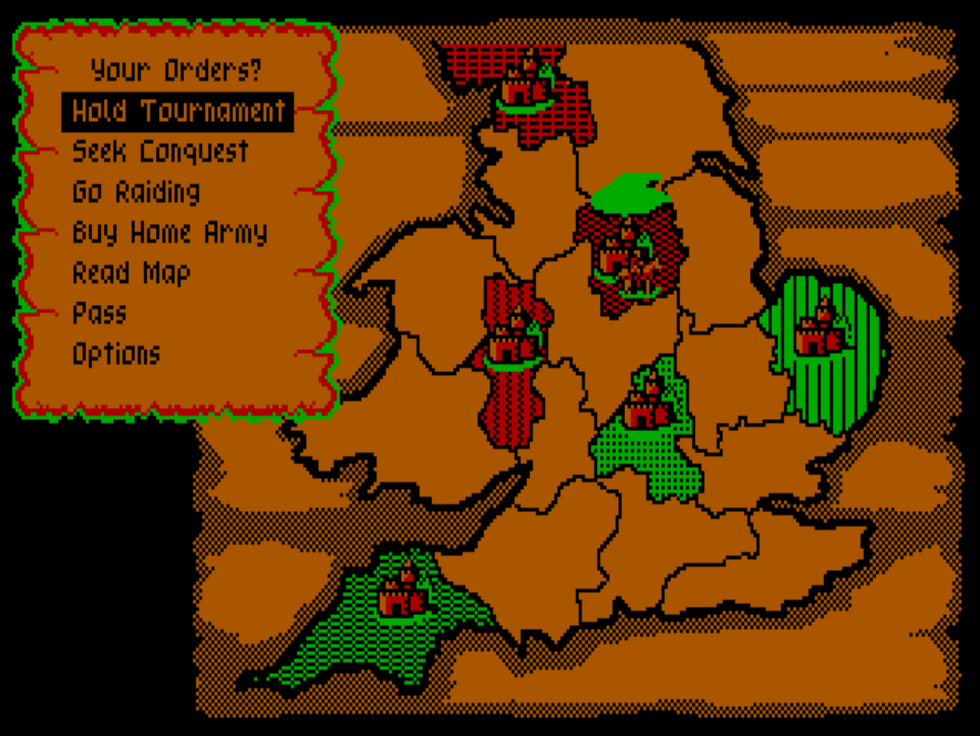 Your Orders?
Hold Tournament
Seek Conquest
Go Raiding
Buy Home Army
Read Map
Pass
Options